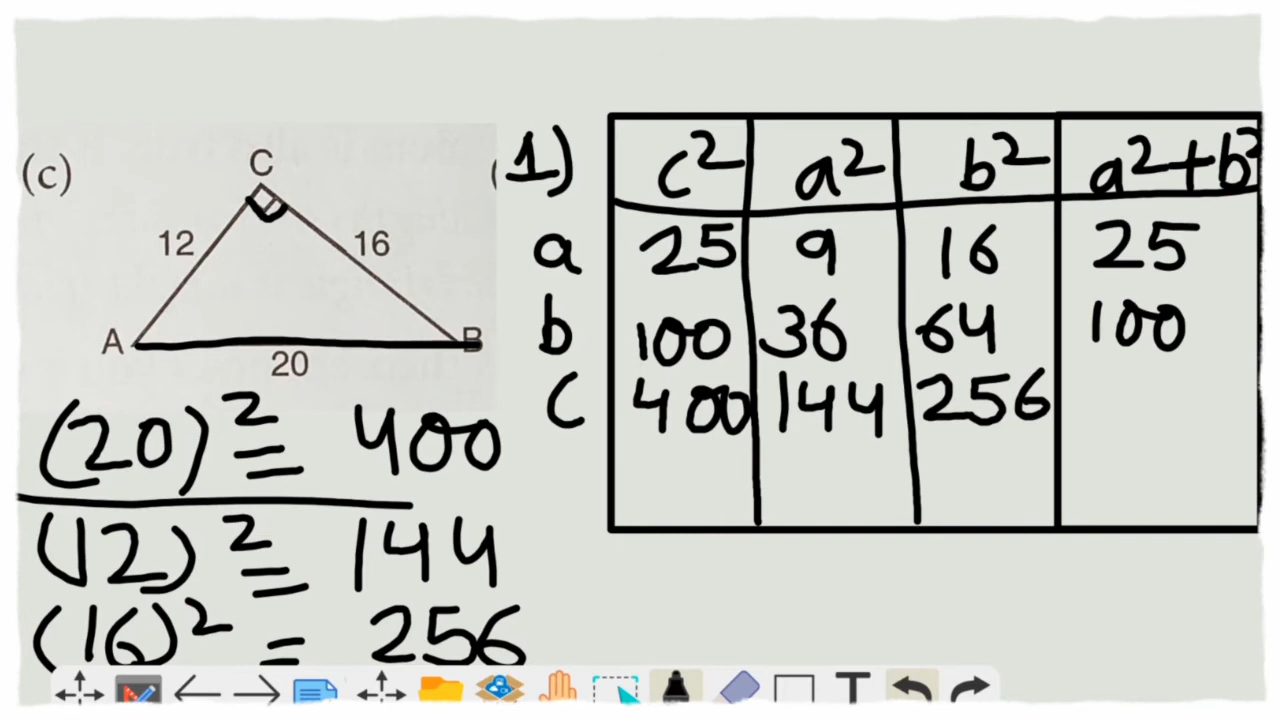 (c)
C
12 16
A B
20
(20)² = 400
(12)² = 144
(16)² = 256
1) c² a² b² a²+b²
a 25 9 16 25
b 100 36 64 100
c 400 144 256
T